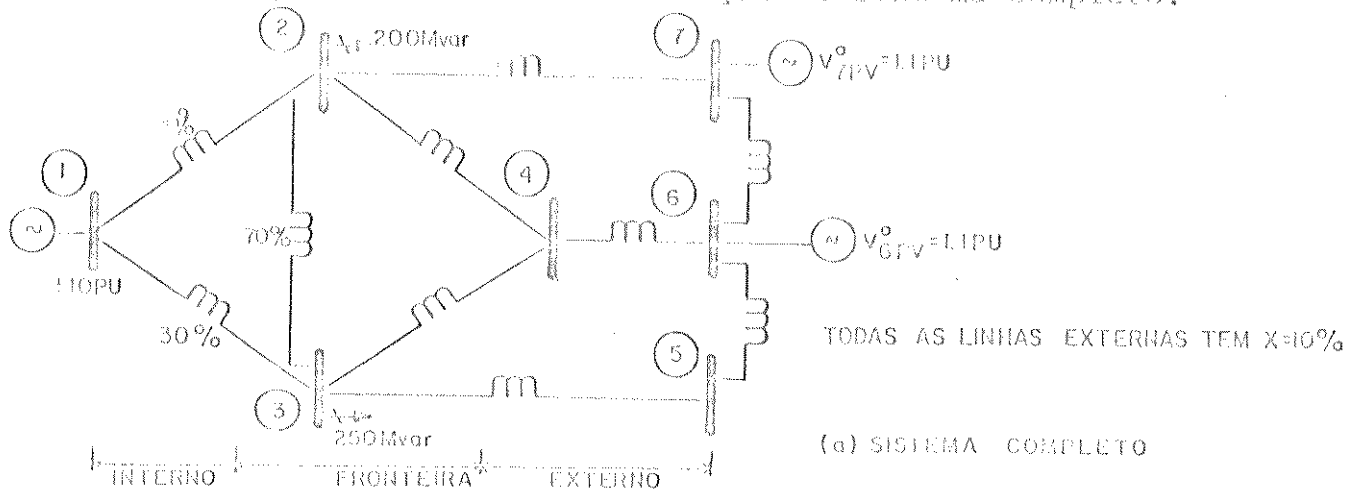 completo.
2
200Mvar
7
V°7PV=1.1PU
1
4
6
70%
V°6PV=1.1PU
1.10PU
30%
5
TODAS AS LINHAS EXTERNAS TEM X=10%
3
250Mvar
(a) SISTEMA COMPLETO
INTERNO
FRONTEIRA
EXTERNO